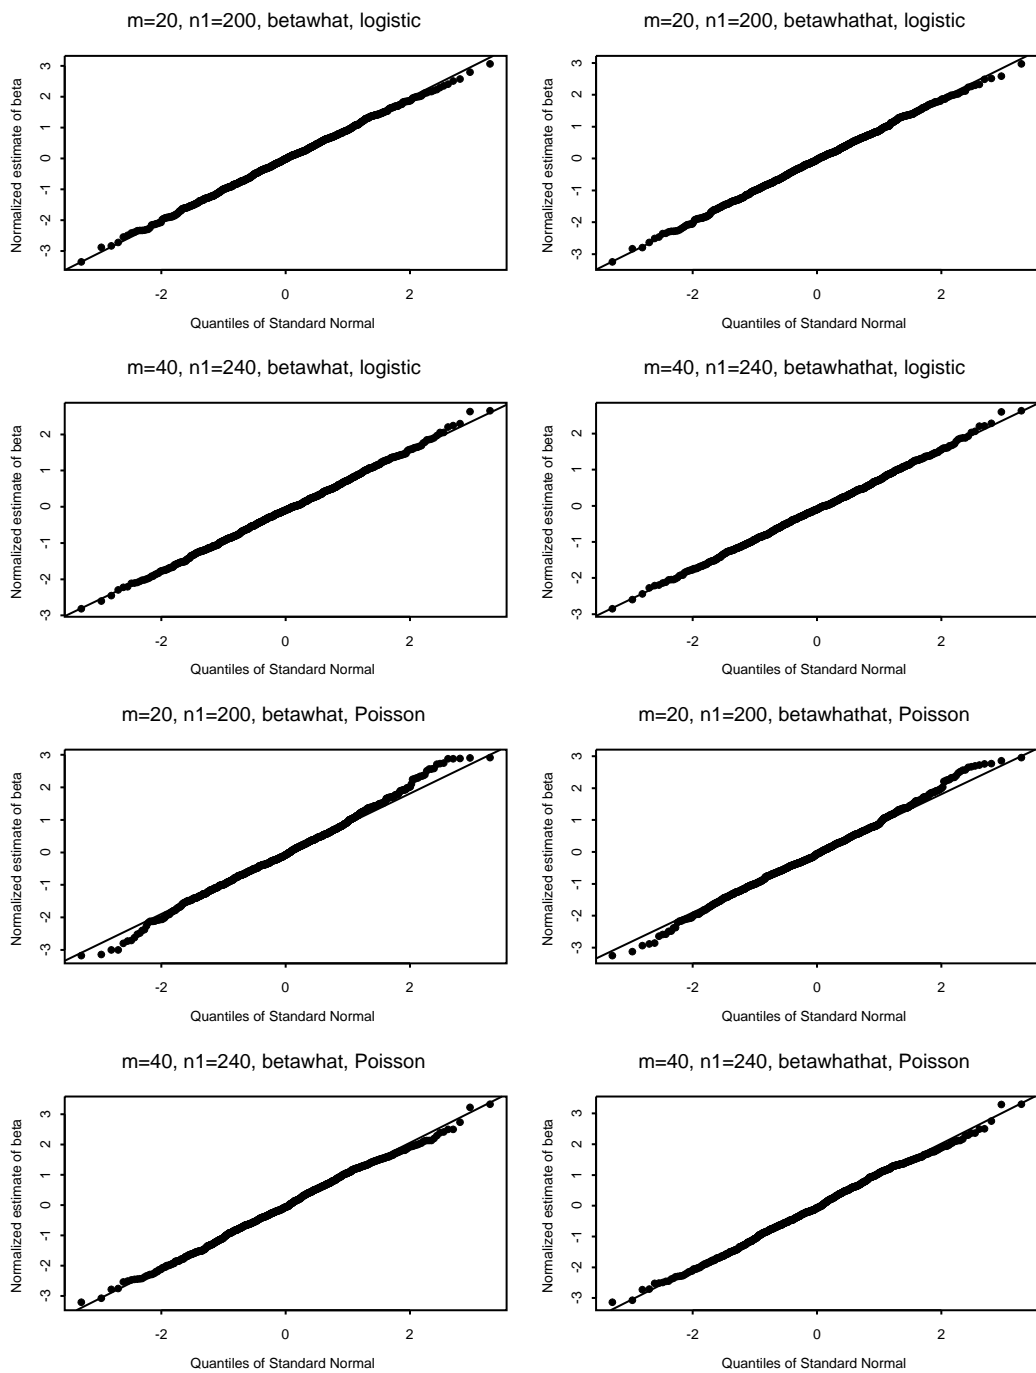 m=20, n1=200, betawhat, logistic
Normalized estimate of beta
3
2
1
0
-1
-2
-3
-2 0 2
Quantiles of Standard Normal
m=20, n1=200, betawhathat, logistic
Normalized estimate of beta
3
2
1
0
-1
-2
-3
-2 0 2
Quantiles of Standard Normal
m=40, n1=240, betawhat, logistic
Normalized estimate of beta
2
1
0
-1
-2
-3
-2 0 2
Quantiles of Standard Normal
m=40, n1=240, betawhathat, logistic
Normalized estimate of beta
2
1
0
-1
-2
-3
-2 0 2
Quantiles of Standard Normal
m=20, n1=200, betawhat, Poisson
Normalized estimate of beta
3
2
1
0
-1
-2
-3
-2 0 2
Quantiles of Standard Normal
m=20, n1=200, betawhathat, Poisson
Normalized estimate of beta
3
2
1
0
-1
-2
-3
-2 0 2
Quantiles of Standard Normal
m=40, n1=240, betawhat, Poisson
Normalized estimate of beta
3
2
1
0
-1
-2
-3
-2 0 2
Quantiles of Standard Normal
m=40, n1=240, betawhathat, Poisson
Normalized estimate of beta
3
2
1
0
-1
-2
-3
-2 0 2
Quantiles of Standard Normal